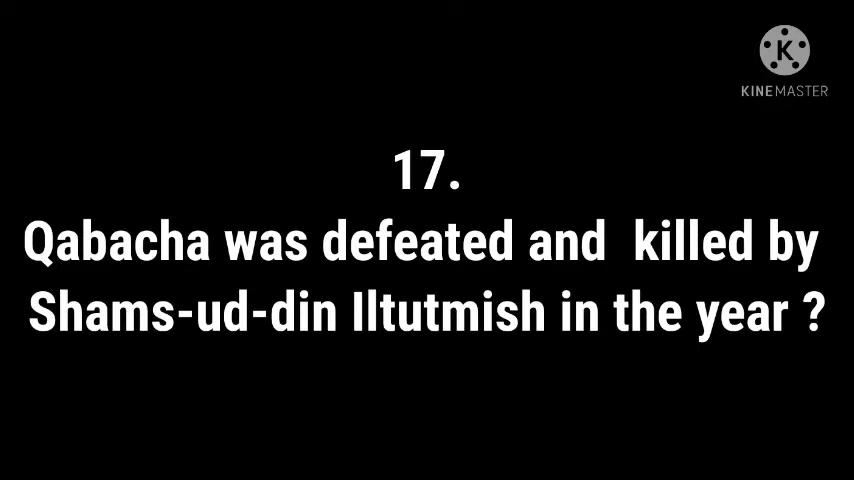 K
KINEMASTER
17.
Qabacha was defeated and killed by
Shams-ud-din Iltutmish in the year ?